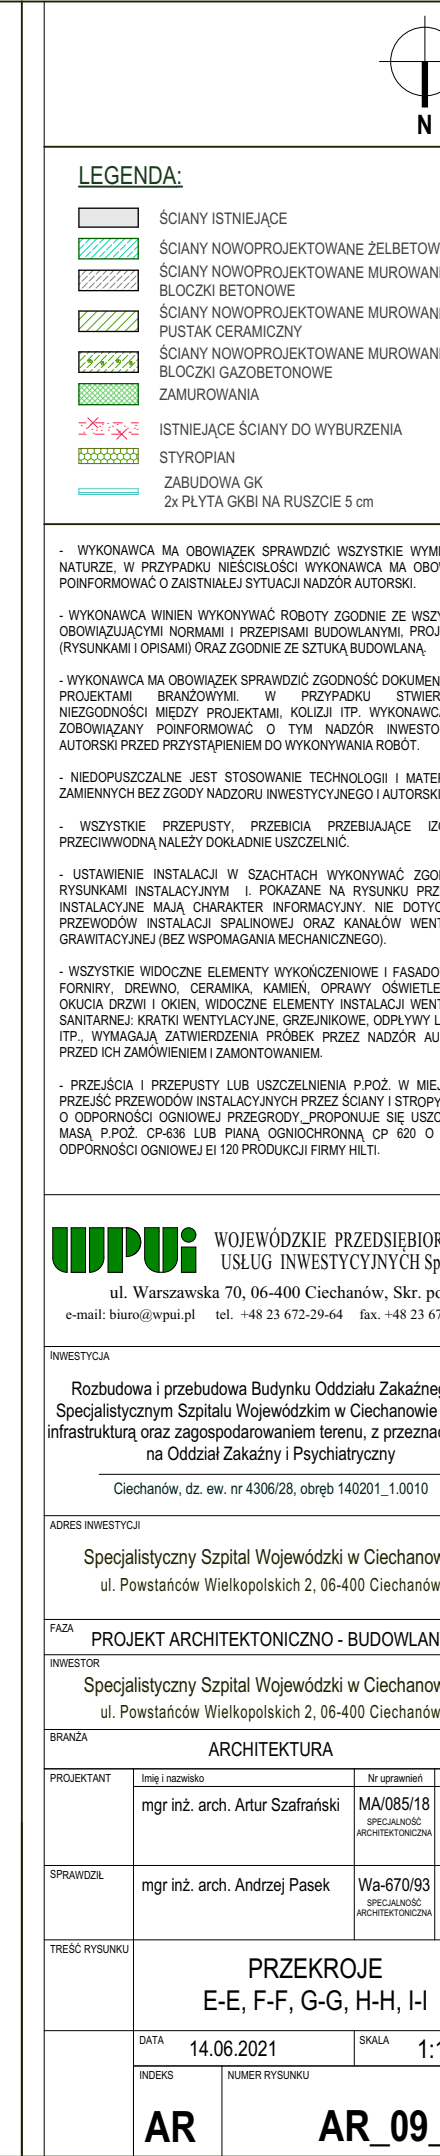 N
LEGENDA:
ŚCIANY ISTNIEJĄCE
ŚCIANY NOWOPROJEKTOWANE ŻELBETOW
ŚCIANY NOWOPROJEKTOWANE MUROWAN
BLOCZKI BETONOWE
ŚCIANY NOWOPROJEKTOWANE MUROWAN
PUSTAK CERAMICZNY
ŚCIANY NOWOPROJEKTOWANE MUROWAN
BLOCZKI GAZOBETONOWE
ZAMUROWANIA
ISTNIEJĄCE ŚCIANY DO WYBURZENIA
STYROPIAN
ZABUDOWA GK
2x PŁYTA GKBI NA RUSZCIE 5 cm
- WYKONAWCA MA OBOWIĄZEK SPRAWDZIĆ WSZYSTKIE WYMI
NATURZE, W PRZYPADKU NIEŚCISŁOŚCI WYKONAWCA MA OBO
POINFORMOWAĆ O ZAISTNIAŁEJ SYTUACJI NADZÓR AUTORSKI.
- WYKONAWCA WINIEN WYKONYWAĆ ROBOTY ZGODNIE ZE WSZY
OBOWIĄZUJĄCYMI NORMAMI I PRZEPISAMI BUDOWLANYMI, PROJ
(RYSUNKAMI I OPISAMI) ORAZ ZGODNIE ZE SZTUKĄ BUDOWLANĄ.
- WYKONAWCA MA OBOWIĄZEK SPRAWDZIĆ ZGODNOŚĆ DOKUMEN
PROJEKTAMI BRANŻOWYMI. W PRZYPADKU STWIER
NIEZGODNOŚCI MIĘDZY PROJEKTAMI, KOLIZJI ITP. WYKONAWC
ZOBOWIĄZANY POINFORMOWAĆ O TYM NADZÓR INWESTO
AUTORSKI PRZED PRZYSTĄPIENIEM DO WYKONYWANIA ROBÓT.
- NIEDOPUSZCZALNE JEST STOSOWANIE TECHNOLOGII I MATE
ZAMIENNYCH BEZ ZGODY NADZORU INWESTYCYJNEGO I AUTORSKI
- WSZYSTKIE PRZEPUSTY, PRZEBICIA PRZEBIJAJĄCE IZ
PRZECIWWODNĄ NALEŻY DOKŁADNIE USZCZELNIĆ.
- USTAWIENIE INSTALACJI W SZACHTACH WYKONYWAĆ ZGO
RYSUNKAMI INSTALACYJNYM I. POKAZANE NA RYSUNKU PRZ
INSTALACYJNE MAJĄ CHARAKTER INFORMACYJNY. NIE DOTYC
PRZEWODÓW INSTALACJI SPALINOWEJ ORAZ KANAŁÓW WENT
GRAWITACYJNEJ (BEZ WSPOMAGANIA MECHANICZNEGO).
- WSZYSTKIE WIDOCZNE ELEMENTY WYKOŃCZENIOWE I FASADO
FORNIRY, DREWNO, CERAMIKA, KAMIEŃ, OPRAWY OŚWIETLE
OKUCIA DRZWI I OKIEN, WIDOCZNE ELEMENTY INSTALACJI WENT
SANITARNEJ: KRATKI WENTYLACYJNE, GRZEJNIKOWE, ODPŁYWY L
ITP., WYMAGAJĄ ZATWIERDZENIA PRÓBEK PRZEZ NADZÓR AU
PRZED ICH ZAMÓWIENIEM I ZAMONTOWANIEM.
- PRZEJŚCIA I PRZEPUSTY LUB USZCZELNIENIA P.POŻ. W MIEJ
PRZEJŚĆ PRZEWODÓW INSTALACYJNYCH PRZEZ ŚCIANY I STROPY
O ODPORNOŚCI OGNIOWEJ PRZEGRODY,_PROPONUJE SIĘ USZC
MASĄ P.POŻ. CP-636 LUB PIANĄ OGNIOCHRONNĄ CP 620 O
ODPORNOŚCI OGNIOWEJ EI 120 PRODUKCJI FIRMY HILTI.
WPUi WOJEWÓDZKIE PRZEDSIĘBIOR
USŁUG INWESTYCYJNYCH Sp
ul. Warszawska 70, 06-400 Ciechanów, Skr. po
e-mail: biuro@wpui.pl tel. +48 23 672-29-64 fax. +48 23 67
INWESTYCJA
Rozbudowa i przebudowa Budynku Oddziału Zakaźneg
Specjalistycznym Szpitalu Wojewódzkim w Ciechanowie
infrastrukturą oraz zagospodarowaniem terenu, z przeznac
na Oddział Zakaźny i Psychiatryczny
Ciechanów, dz. ew. nr 4306/28, obręb 140201_1.0010
ADRES INWESTYCJI
Specjalistyczny Szpital Wojewódzki w Ciechanow
ul. Powstańców Wielkopolskich 2, 06-400 Ciechanów
FAZA
PROJEKT ARCHITEKTONICZNO - BUDOWLAN
INWESTOR
Specjalistyczny Szpital Wojewódzki w Ciechanow
ul. Powstańców Wielkopolskich 2, 06-400 Ciechanów
BRANŻA
ARCHITEKTURA
PROJEKTANT Imię i nazwisko Nr uprawnień
mgr inż. arch. Artur Szafrański MA/085/18
SPECJALNOŚĆ
ARCHITEKTONICZNA
SPRAWDZIŁ mgr inż. arch. Andrzej Pasek Wa-670/93
SPECJALNOŚĆ
ARCHITEKTONICZNA
TREŚĆ RYSUNKU
PRZEKROJE
E-E, F-F, G-G, H-H, I-I
DATA 14.06.2021 SKALA 1:1
INDEKS NUMER RYSUNKU
AR AR_09_